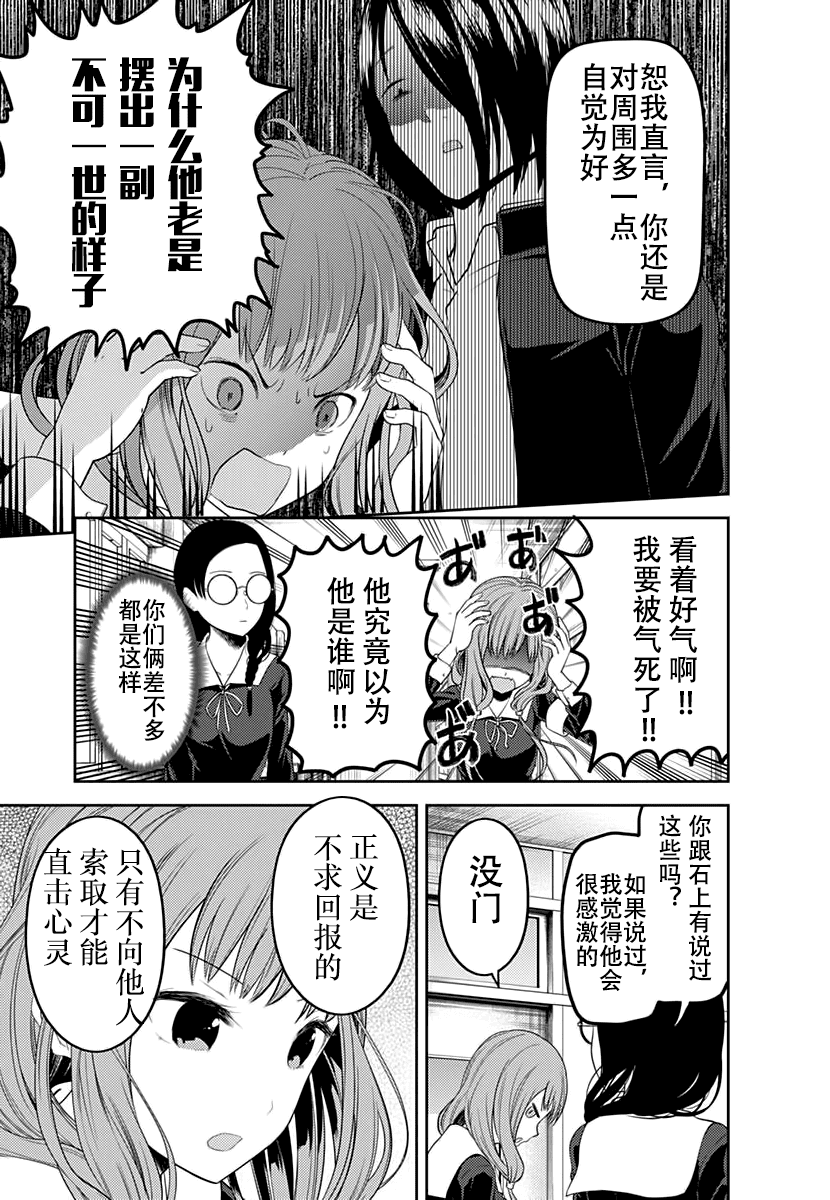 恕我直言，你还是
对周围多一点
自觉为好
为什么他老是
摆出一副
不可一世的样子
看着好气啊!!
我要被气死了!!
あ゛
あ゛
あ゛
あ゛
他究竟以为
他是谁啊!!
你们俩差不多
都是这样
你跟石上有说过
这些吗?
如果说过,
我觉得他会
很感激的
没门
正义是
不求回报的
只有不向他人
索取才能
直击心灵